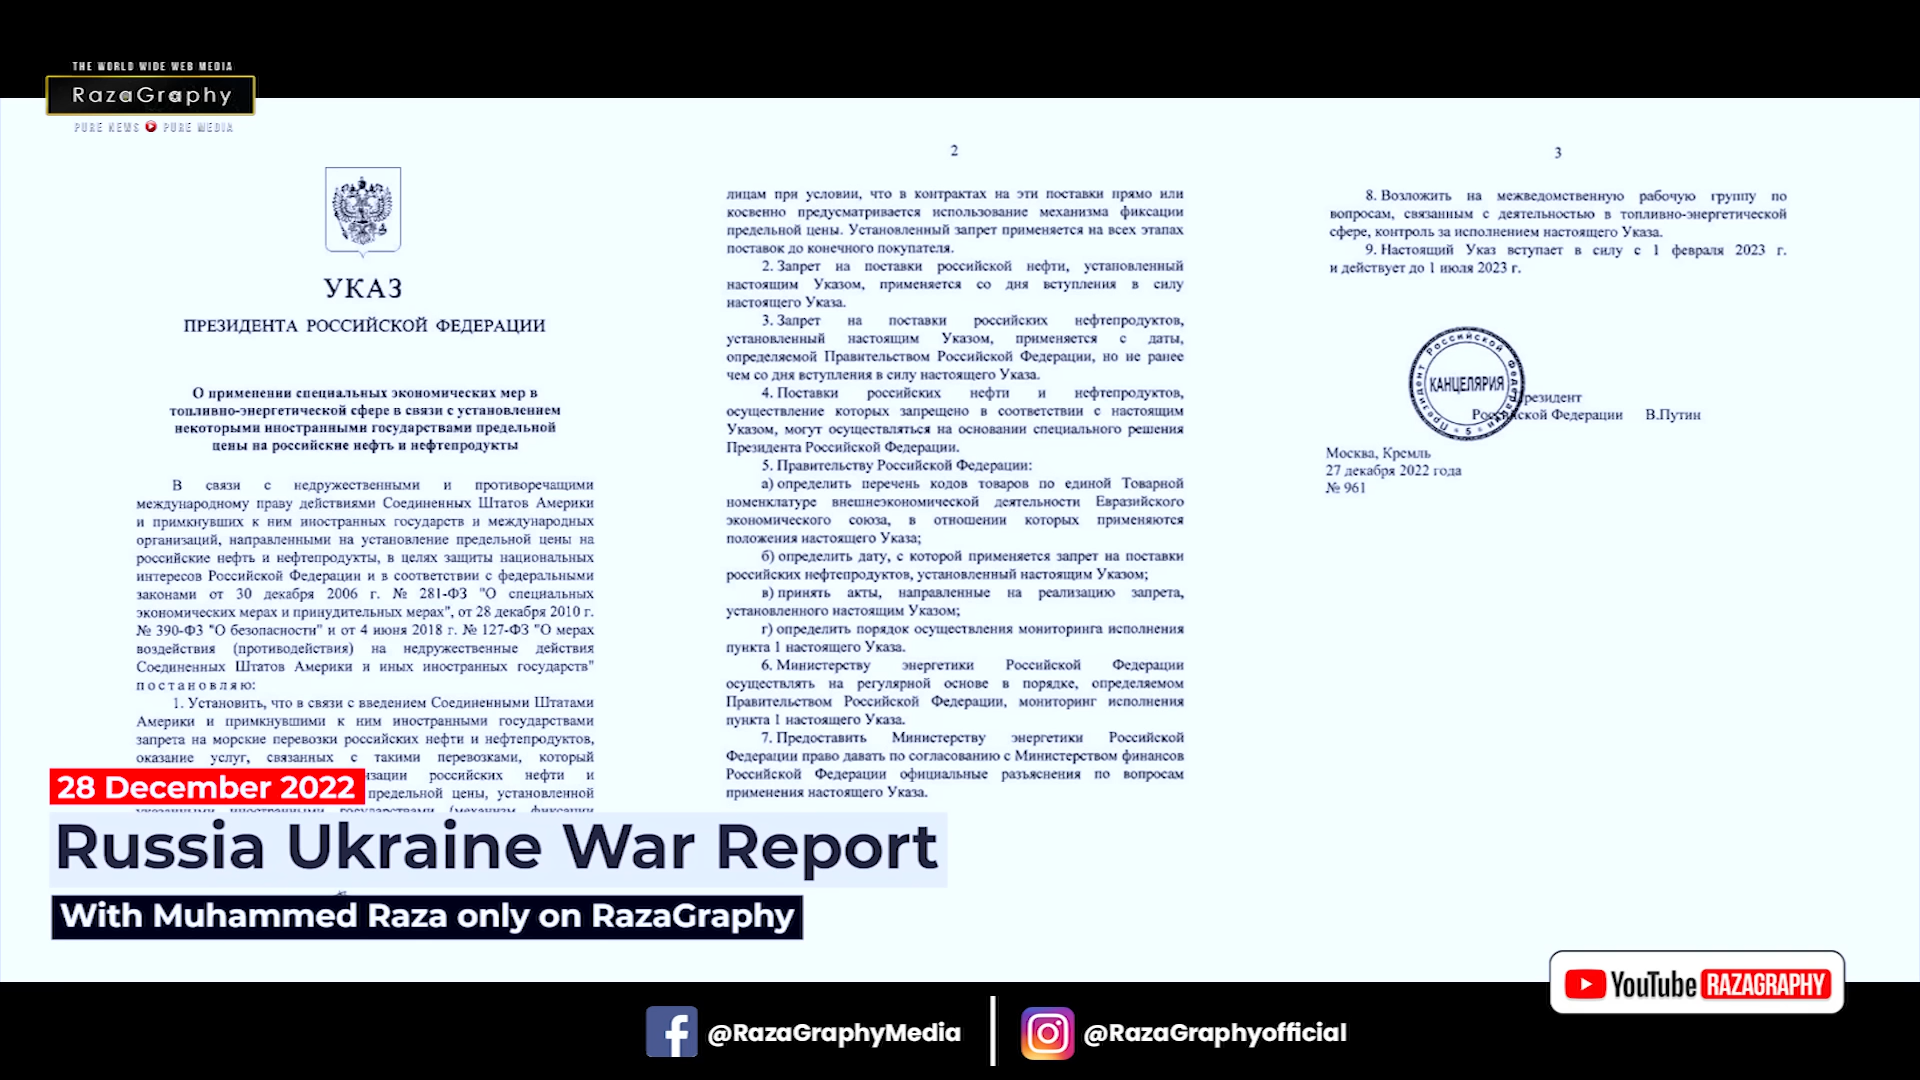 THE WORLD WIDE WEB MEDIA
RazaGraphy
PURE NEWS PURE MEDIA
УКАЗ
ПРЕЗИДЕНТА РОССИЙСКОЙ ФЕДЕРАЦИИ
О применении специальных экономических мер в
топливно-энергетической сфере в связи с установлением
некоторыми иностранными государствами предельной
цены на российские нефть и нефтепродукты
В связи с недружественными и противоречащими
международному праву действиями Соединенных Штатов Америки
и примкнувших к ним иностранных государств и международных
организаций, направленными на установление предельной цены на
российские нефть и нефтепродукты, в целях защиты национальных
интересов Российской Федерации и в соответствии с федеральными
законами от 30 декабря 2006 г. № 281-ФЗ "О специальных
экономических мерах и принудительных мерах", от 28 декабря 2010 г.
№ 390-ФЗ "О безопасности" и от 4 июня 2018 г. № 127-ФЗ "О мерах
воздействия (противодействия) на недружественные действия
Соединенных Штатов Америки и иных иностранных государств"
постановляю:
1. Установить, что в связи с введением Соединенными Штатами
Америки и примкнувшими к ним иностранными государствами
запрета на морские перевозки российских нефти и нефтепродуктов,
оказание услуг, связанных с такими перевозками, который
российских нефти и
предельной цены, установленной
2
лицам при условии, что в контрактах на эти поставки прямо или
косвенно предусматривается использование механизма фиксации
предельной цены. Установленный запрет применяется на всех этапах
поставок до конечного покупателя.
2. Запрет на поставки российской нефти, установленный
настоящим Указом, применяется со дня вступления в силу
настоящего Указа.
3. Запрет на поставки российских нефтепродуктов,
установленный настоящим Указом, применяется с даты,
определяемой Правительством Российской Федерации, но не ранее
чем со дня вступления в силу настоящего Указа.
4. Поставки российских нефти и нефтепродуктов,
осуществление которых запрещено в соответствии с настоящим
Указом, могут осуществляться на основании специального решения
Президента Российской Федерации.
5. Правительству Российской Федерации:
а) определить перечень кодов товаров по единой Товарной
номенклатуре внешнеэкономической деятельности Евразийского
экономического союза, в отношении которых применяются
положения настоящего Указа;
б) определить дату, с которой применяется запрет на поставки
российских нефтепродуктов, установленный настоящим Указом;
в) принять акты, направленные на реализацию запрета,
установленного настоящим Указом;
г) определить порядок осуществления мониторинга исполнения
пункта 1 настоящего Указа.
6. Министерству энергетики Российской Федерации
осуществлять на регулярной основе в порядке, определяемом
Правительством Российской Федерации, мониторинг исполнения
пункта 1 настоящего Указа.
7. Предоставить Министерству энергетики Российской
Федерации право давать по согласованию с Министерством финансов
Российской Федерации официальные разъяснения по вопросам
применения настоящего Указа.
3
8. Возложить на межведомственную рабочую группу по
вопросам, связанным с деятельностью в топливно-энергетической
сфере, контроль за исполнением настоящего Указа.
9. Настоящий Указ вступает в силу с 1 февраля 2023 г.
и действует до 1 июля 2023 г.
Президент Российской Федерации
КАНЦЕЛЯРИЯ
5
Федерации В.Путин
Москва, Кремль
27 декабря 2022 года
№ 961
28 December 2022
Russia Ukraine War Report
With Muhammed Raza only on RazaGraphy
YouTube RAZAGRAPHY
@RazaGraphyMedia
@RazaGraphyofficial